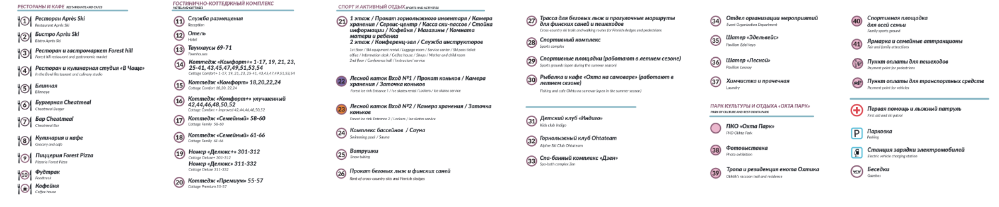 РЕСТОРАНЫ И КАФЕ RESTAURANTS AND CAFES
1 Ресторан Après Ski
Restaurant Après Ski
2 Бистро Après Ski
Bistro Après Ski
3 Ресторан и гастромаркет Forest hill
Forest hill restaurant and gastronomic market
4 Ресторан и кулинарная студия «В Чаще»
In the Bowl Restaurant and culinary studio
5 Блинная
Blinnaya
6 Бургерная Cheatmeal
Cheatmeal Burger
7 Бар Cheatmeal
Cheatmeal Bar
8 Кулинария и кафе
Grocery and cafe
9 Пиццерия Forest Pizza
Pizzeria Forest Pizza
10 Фудтрак
Foodtrack
Кофейня
Coffee house
ГОСТИНИЧНО-КОТТЕДЖНЫЙ КОМПЛЕКС
HOTEL AND COTTAGES
11 Служба размещения
Reception
12 Отель
Hotel
13 Таунхаусы 69-71
Townhouses
14 Коттедж «Комфорт+» 1-17, 19, 21, 23,
25-41, 43,45,47,49,51,53,54
Cottage Comfort+ 1-17, 19, 21, 23, 25-41, 43,45,47,49,51,53,54
15 Коттедж «Комфорт» 18,20,22,24
Cottage Comfort 18,20, 22,24
16 Коттедж «Комфорт+» улучшенный
42,44,46,48,50,52
Cottage Comfort + improved 42,44,46,48,50,52
17 Коттедж «Семейный» 58-60
Cottage Family 58-60
18 Коттедж «Семейный» 61-66
Cottage Family 61-66
19 Номер «Делюкс+» 301-312
Cottage Deluxe+ 301-312
Номер «Делюкс» 311-332
Cottage Deluxe 311-332
20 Коттедж «Премиум» 55-57
Cottage Premium 55-57
СПОРТ И АКТИВНЫЙ ОТДЫХ SPORTS AND ACTIVITIES
21 1 этаж / Прокат горнолыжного инвентаря / Камера
хранения / Сервис-центр / Касса ски-пассов / Стойка
информации / Кофейня / Магазины / Комната
матери и ребенка
2 этаж / Конференц-зал / Служба инструкторов
1st floor / Ski equipment rental / Luggage room / Service center / Ski pass ticket
office / Information desk / Coffee house / Shops / Mother and child room
2nd floor / Conference hall / Instructors' service
22 Лесной каток Вход №1 / Прокат коньков / Камера
хранения / Заточка коньков
Forest ice rink Entrance 1 / Ice skates rental / Lockers / Ice skates service
23 Лесной каток Вход №2 / Камера хранения / Заточка
коньков
Forest ice rink Entrance 2 / Lockers / Ice skates service
24 Комплекс бассейнов / Сауна
Swimming pool / Sauna
25 Ватрушки
Snow tubing
26 Прокат беговых лыж и финских саней
Rent of cross-country skis and Finnish sledges
27 Трасса для беговых лыж и прогулочные маршруты
для финских саней и пешеходов
Cross-country ski trails and walking routes for Finnish sledges and pedestrians
28 Спортивный комплекс
Sports complex
29 Спортивные площадки (работают в летнем сезоне)
Sports grounds (open during the summer season)
30 Рыбалка и кафе «Охта на самоваре» (работают в
летнем сезоне)
Fishing and cafe Okhta na samovar (open in the summer season)
31 Детский клуб «Индиго»
Kids club Indigo
32 Горнолыжный клуб Ohtateam
Alpine Ski Club Ohtateam
33 Спа-банный комплекс «Дзен»
Spa-bath complex Zen
34 Отдел организации мероприятий
Event Organization Department
35 Шатер «Эдельвейс»
Pavilion Edelveys
36 Шатер «Лесной»
Pavilion Lesnoy
37 Химчистка и прачечная
Laundry
ПАРК КУЛЬТУРЫ И ОТДЫХА «ОХТА ПАРК»
PARK OF CULTURE AND REST OKHTA PARK
ПКО «Охта Парк»
PKO Okhta Park
38 Фотовыставка
Photo exhibition
39 Тропа и резиденция енота Охтика
Okhtik's raccoon trail and residence
40 Спортивная площадка
для всей семьи
Family sports ground
41 Ярмарка и семейные аттракционы
Fair and family attractions
Пункт оплаты для пешеходов
Payment point for pedestrians
Пункт оплаты для транспортных средств
Payment point for vehicles
Первая помощь и лыжный патруль
First aid and ski patrol
P Парковка
Parking
Станция зарядки электромобилей
Electric vehicle charging station
Беседки
Gazebos